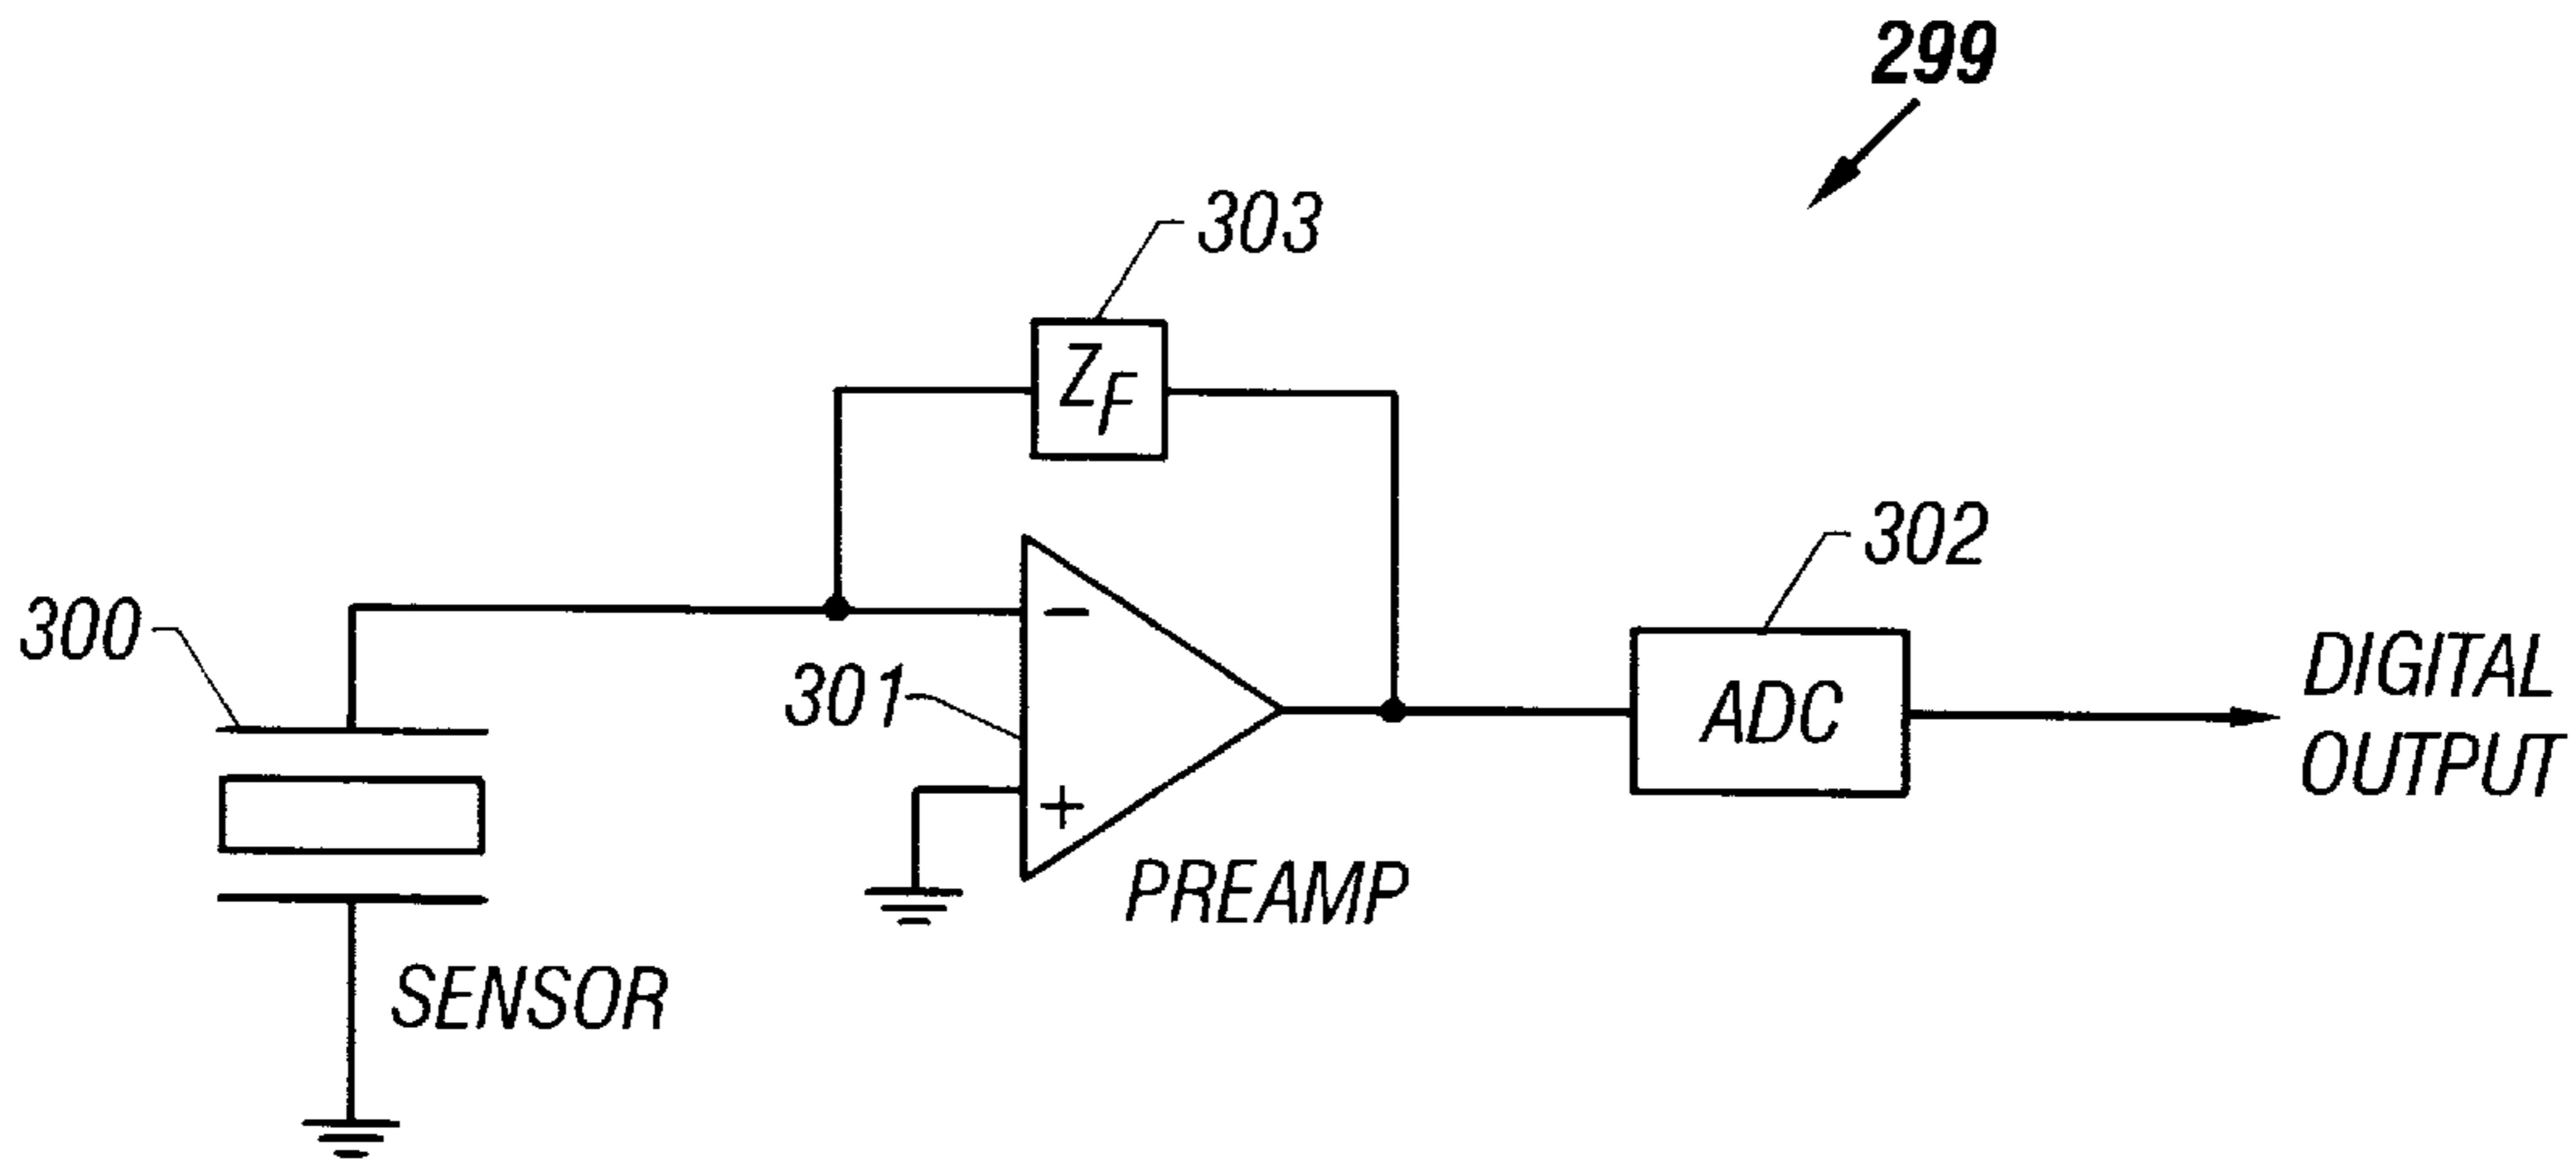 299
303
Z_F
302
300
−
301
ADC
DIGITAL
OUTPUT
+
PREAMP
SENSOR